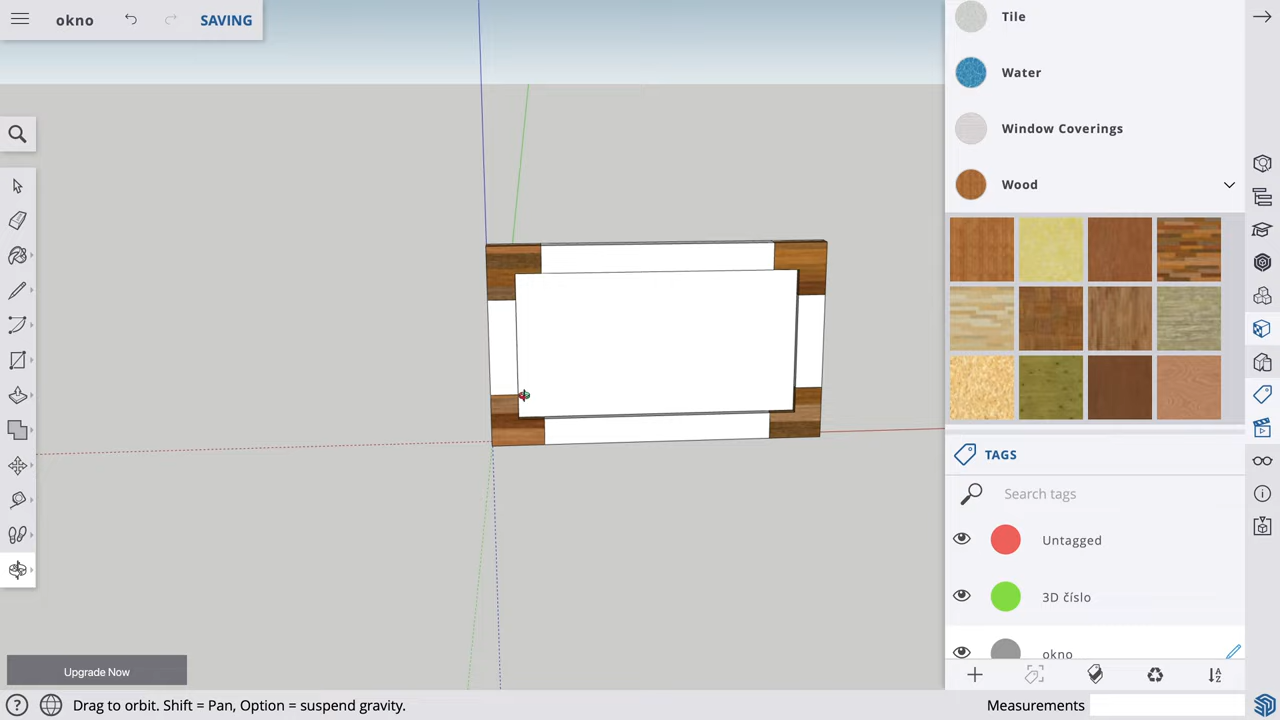 okno
SAVING
Tile
Water
Window Coverings
Wood
TAGS
Search tags
Untagged
3D číslo
okno
Upgrade Now
Drag to orbit. Shift = Pan, Option = suspend gravity.
Measurements